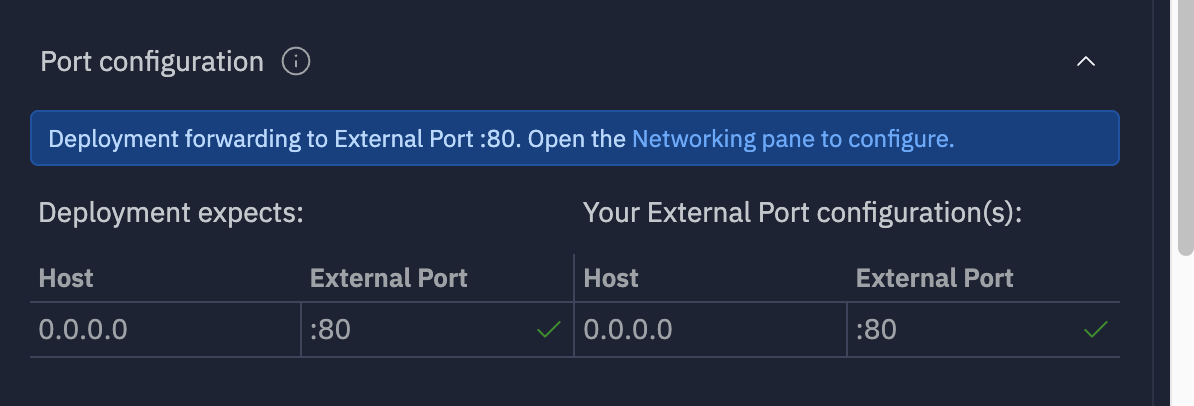 Port configuration
Deployment forwarding to External Port :80. Open the Networking pane to configure.
Deployment expects: Your External Port configuration(s):
Host External Port Host External Port
0.0.0.0 :80 0.0.0.0 :80